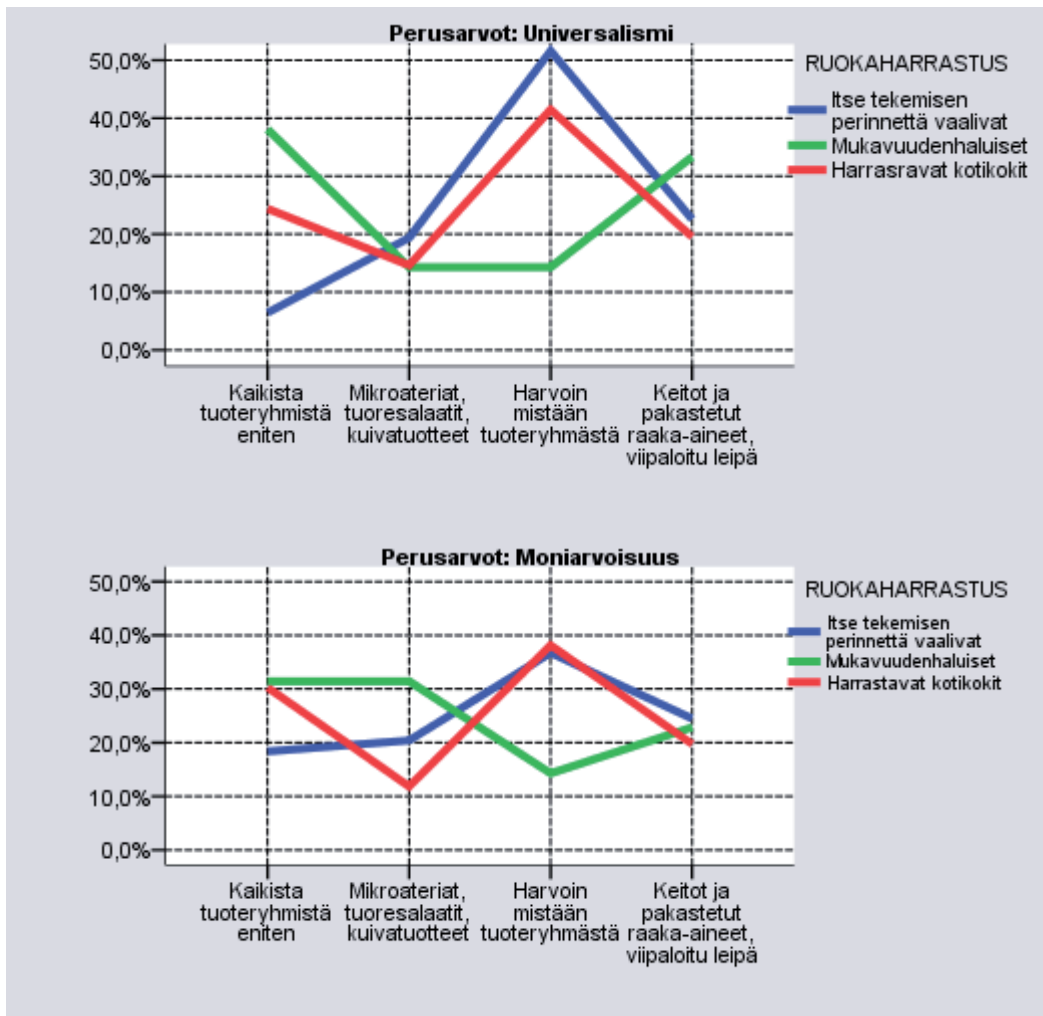 Perusarvot: Universalismi
50,0%
40,0%
30,0%
20,0%
10,0%
0,0%
Kaikista
tuoteryhmistä
eniten
Mikroateriat,
tuoresalaatit,
kuivatuotteet
Harvoin
mistään
tuoteryhmästä
Keitot ja
pakastetut
raaka-aineet,
viipaloitu leipä
RUOKAHARRASTUS
Itse tekemisen
perinnettä vaalivat
Mukavuudenhaluiset
Harrasravat kotikokit
Perusarvot: Moniarvoisuus
50,0%
40,0%
30,0%
20,0%
10,0%
0,0%
Kaikista
tuoteryhmistä
eniten
Mikroateriat,
tuoresalaatit,
kuivatuotteet
Harvoin
mistään
tuoteryhmästä
Keitot ja
pakastetut
raaka-aineet,
viipaloitu leipä
RUOKAHARRASTUS
Itse tekemisen
perinnettä vaalivat
Mukavuudenhaluiset
Harrastavat kotikokit